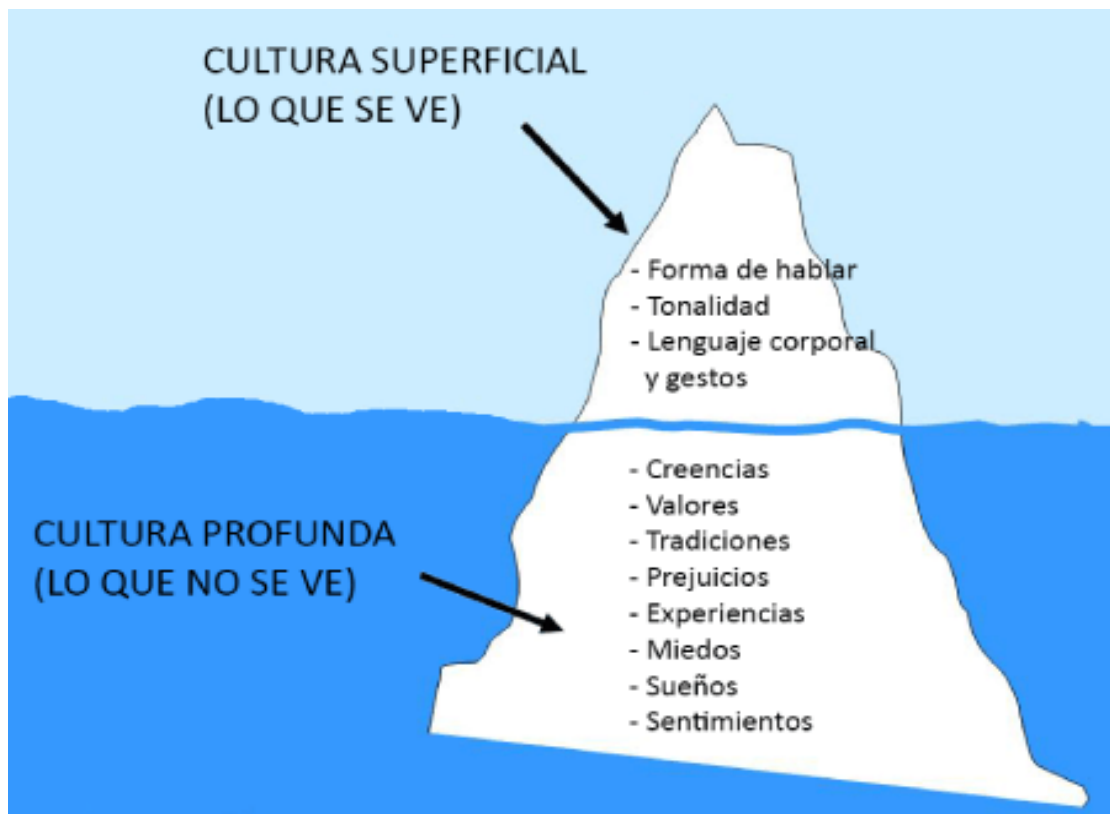 CULTURA SUPERFICIAL
(LO QUE SE VE)
- Forma de hablar
- Tonalidad
- Lenguaje corporal
y gestos
- Creencias
- Valores
- Tradiciones
- Prejuicios
- Experiencias
- Miedos
- Sueños
- Sentimientos
CULTURA PROFUNDA
(LO QUE NO SE VE)